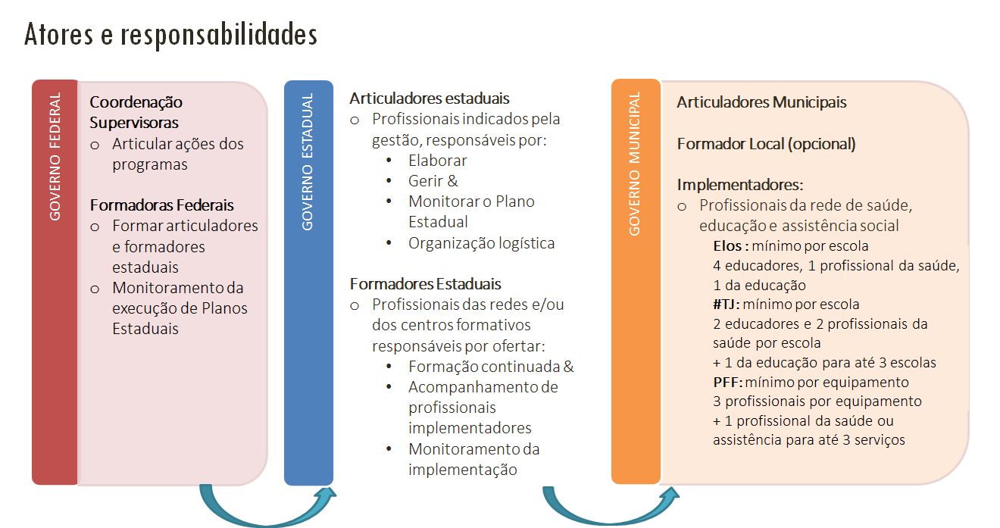 Atores e responsabilidades
GOVERNO FEDERAL
Coordenação
Supervisoras
o Articular ações dos
programas
Formadoras Federais
o Formar articuladores
e formadores
estaduais
o Monitoramento da
execução de Planos
Estaduais
GOVERNO ESTADUAL
Articuladores estaduais
o Profissionais indicados pela
gestão, responsáveis por:
• Elaborar
• Gerir &
• Monitorar o Plano
Estadual
• Organização logística
Formadores Estaduais
o Profissionais das redes e/ou
dos centros formativos
responsáveis por ofertar:
• Formação continuada &
• Acompanhamento de
profissionais
implementadores
• Monitoramento da
implementação
GOVERNO MUNICIPAL
Articuladores Municipais
Formador Local (opcional)
Implementadores:
o Profissionais da rede de saúde,
educação e assistência social
Elos : mínimo por escola
4 educadores, 1 profissional da saúde,
1 da educação
#TJ: mínimo por escola
2 educadores e 2 profissionais da
saúde por escola
+ 1 da educação para até 3 escolas
PFF: mínimo por equipamento
3 profissionais por equipamento
+ 1 profissional da saúde ou
assistência para até 3 serviços